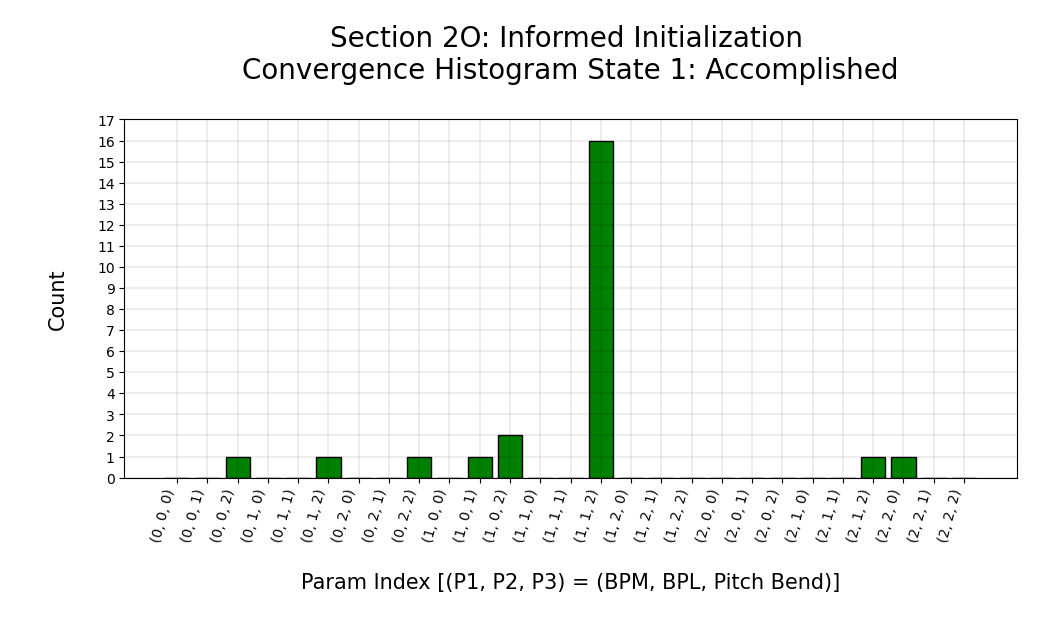 Section 2O: Informed Initialization
Convergence Histogram State 1: Accomplished
17
16
15
14
13
12
11
10
9
8
7
6
5
4
3
2
1
0
Count
(0, 0, 0)
(0, 0, 1)
(0, 0, 2)
(0, 1, 0)
(0, 1, 1)
(0, 1, 2)
(0, 2, 0)
(0, 2, 1)
(0, 2, 2)
(1, 0, 0)
(1, 0, 1)
(1, 0, 2)
(1, 1, 0)
(1, 1, 1)
(1, 1, 2)
(1, 2, 0)
(1, 2, 1)
(1, 2, 2)
(2, 0, 0)
(2, 0, 1)
(2, 0, 2)
(2, 1, 0)
(2, 1, 1)
(2, 1, 2)
(2, 2, 0)
(2, 2, 1)
(2, 2, 2)
Param Index [(P1, P2, P3) = (BPM, BPL, Pitch Bend)]